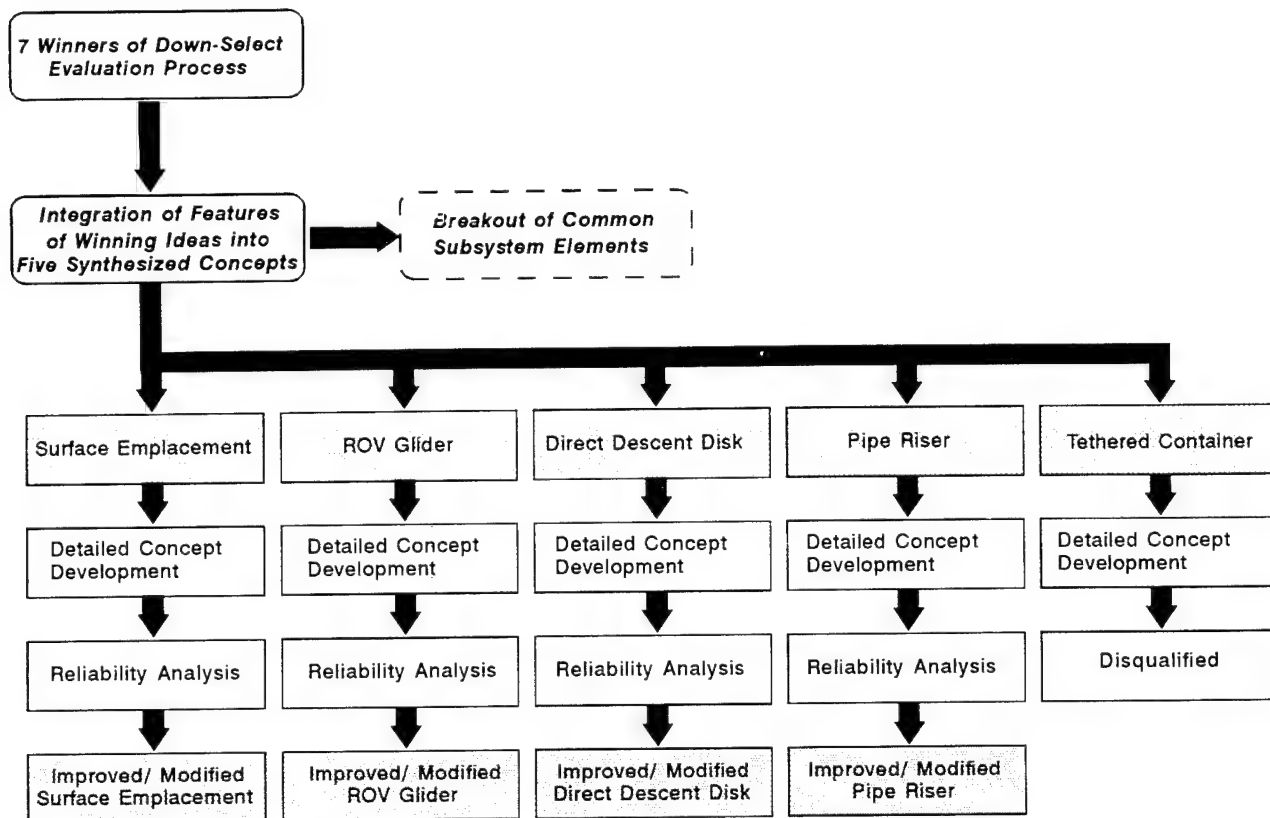 7 Winners of Down-Select
Evaluation Process
Integration of Features
of Winning Ideas into
Five Synthesized Concepts
Breakout of Common
Subsystem Elements
Surface Emplacement
ROV Glider
Direct Descent Disk
Pipe Riser
Tethered Container
Detailed Concept
Development
Detailed Concept
Development
Detailed Concept
Development
Detailed Concept
Development
Detailed Concept
Development
Reliability Analysis
Reliability Analysis
Reliability Analysis
Reliability Analysis
Disqualified
Improved/ Modified
Surface Emplacement
Improved/ Modified
ROV Glider
Improved/ Modified
Direct Descent Disk
Improved/ Modified
Pipe Riser